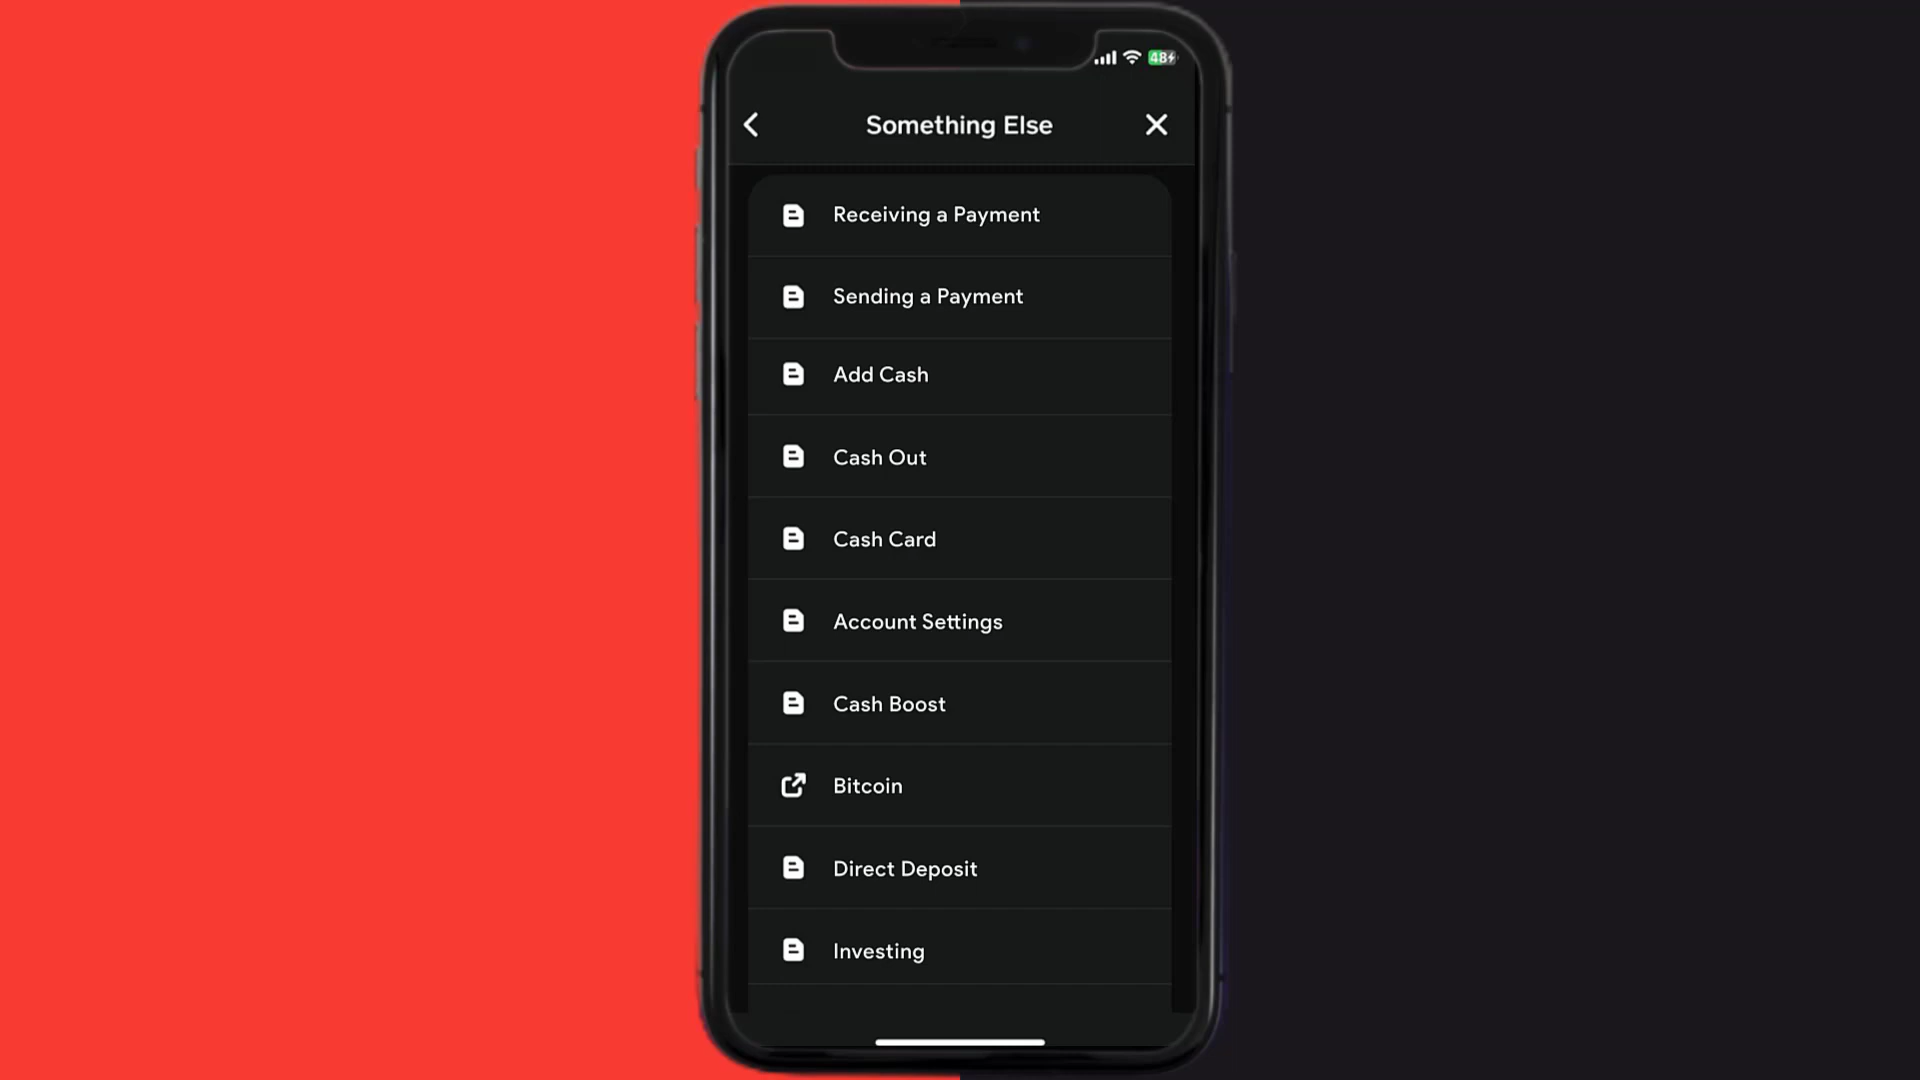 48
Something Else
Receiving a Payment
Sending a Payment
Add Cash
Cash Out
Cash Card
Account Settings
Cash Boost
Bitcoin
Direct Deposit
Investing